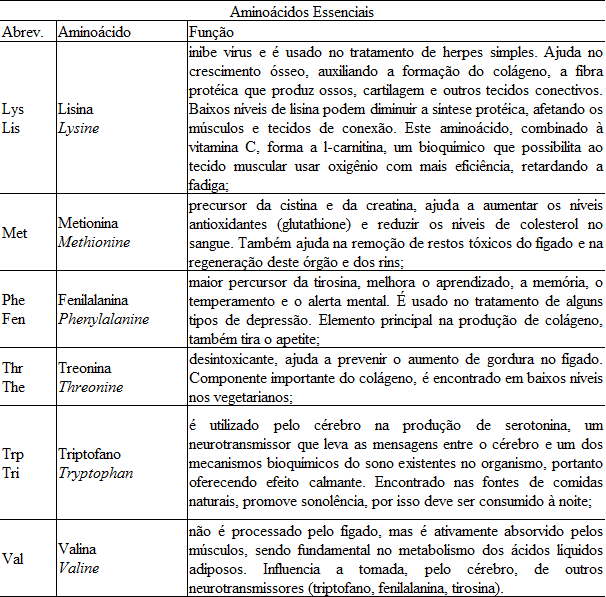 Aminoácidos Essenciais
Abrev. Aminoácido Função
Lys
Lis
Lisina
Lysine
inibe virus e é usado no tratamento de herpes simples. Ajuda no
crescimento ósseo, auxiliando a formação do colágeno, a fibra
protéica que produz ossos, cartilagem e outros tecidos conectivos.
Baixos níveis de lisina podem diminuir a síntese protéica, afetando os
músculos e tecidos de conexão. Este aminoácido, combinado à
vitamina C, forma a l-carnitina, um bioquímico que possibilita ao
tecido muscular usar oxigênio com mais eficiência, retardando a
fadiga;
Met
Metionina
Methionine
precursor da cistina e da creatina, ajuda a aumentar os níveis
antioxidantes (glutathione) e reduzir os níveis de colesterol no
sangue. Também ajuda na remoção de restos tóxicos do fígado e na
regeneração deste órgão e dos rins;
Phe
Fen
Fenilalanina
Phenylalanine
maior percursor da tirosina, melhora o aprendizado, a memória, o
temperamento e o alerta mental. É usado no tratamento de alguns
tipos de depressão. Elemento principal na produção de colágeno,
também tira o apetite;
Thr
The
Treonina
Threonine
desintoxicante, ajuda a prevenir o aumento de gordura no fígado.
Componente importante do colágeno, é encontrado em baixos níveis
nos vegetarianos;
Trp
Tri
Triptofano
Tryptophan
é utilizado pelo cérebro na produção de serotonina, um
neurotransmissor que leva as mensagens entre o cérebro e um dos
mecanismos bioquímicos do sono existentes no organismo, portanto
oferecendo efeito calmante. Encontrado nas fontes de comidas
naturais, promove sonolência, por isso deve ser consumido à noite;
Val
Valina
Valine
não é processado pelo fígado, mas é ativamente absorvido pelos
músculos, sendo fundamental no metabolismo dos ácidos líquidos
adiposos. Influencia a tomada, pelo cérebro, de outros
neurotransmissores (triptofano, fenilalanina, tirosina).